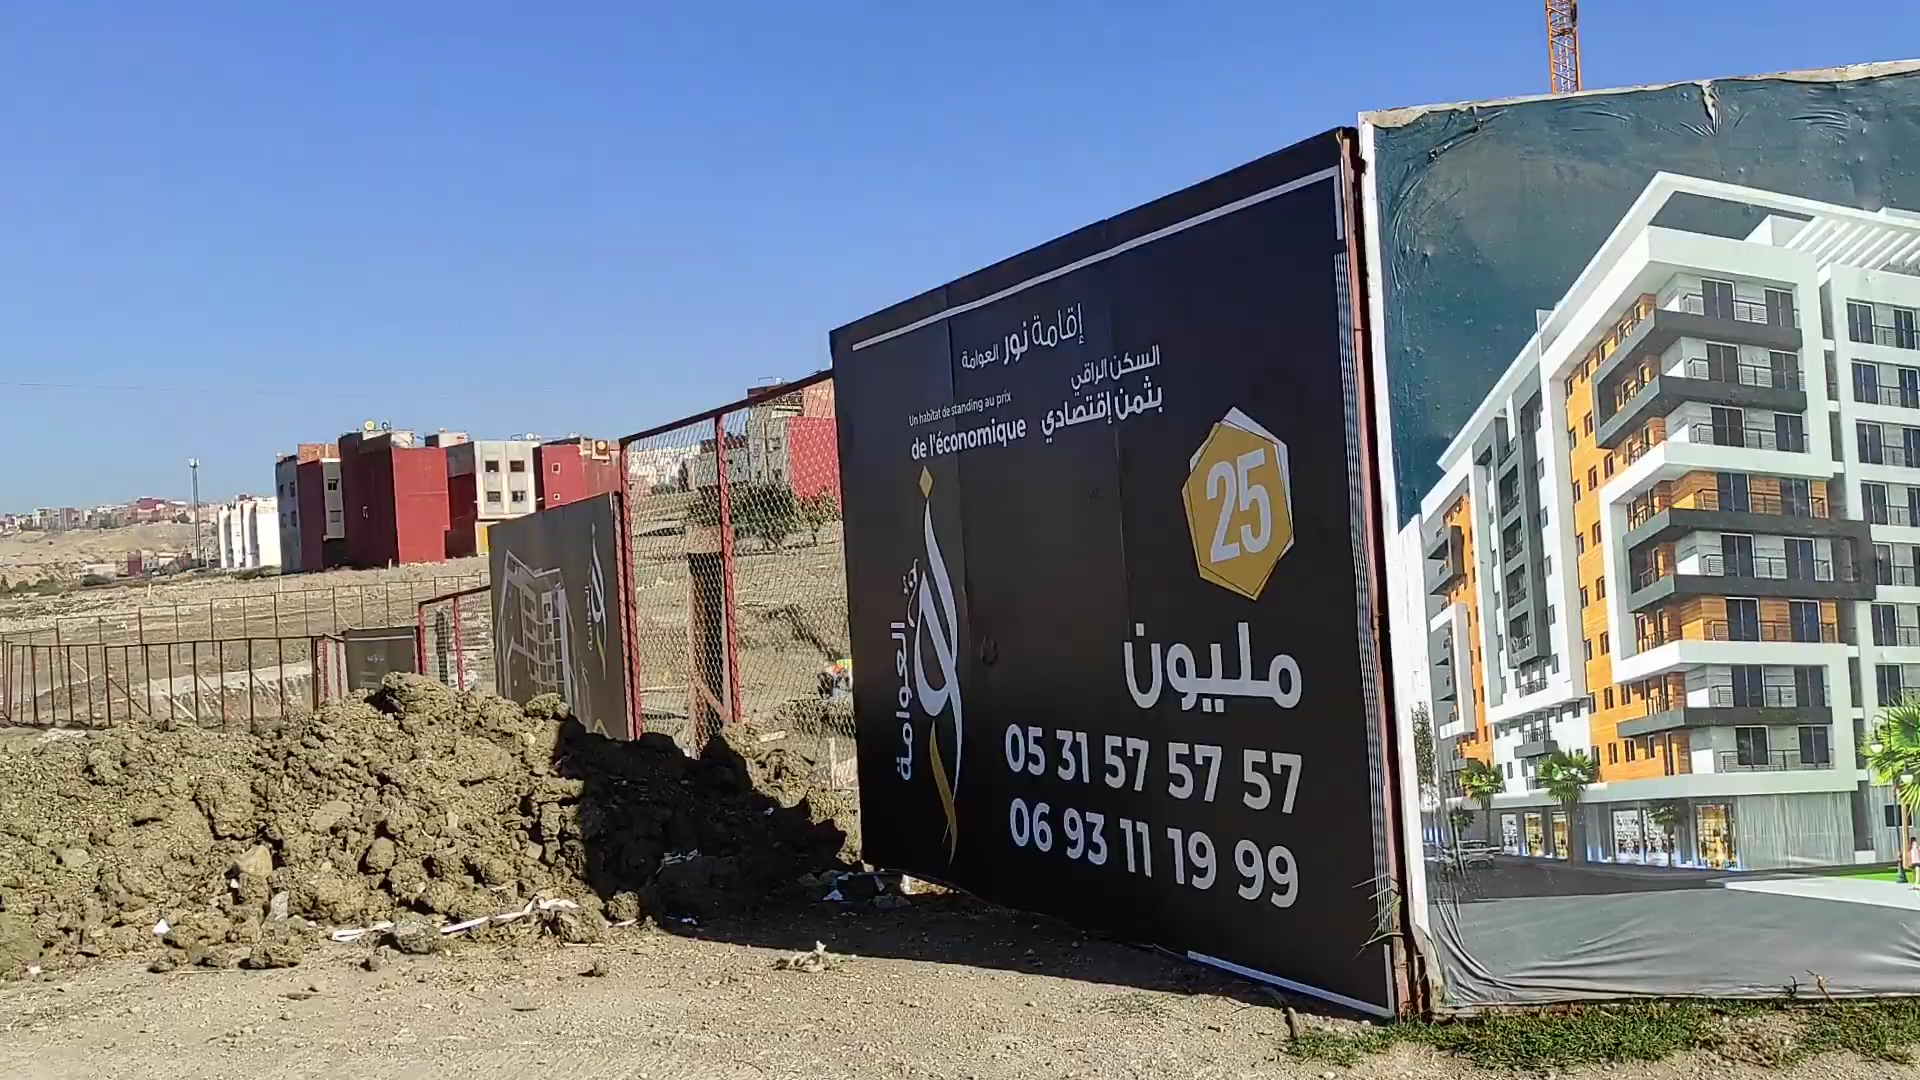 إقامة نور العوامة
السكن الراقي
بثمن إقتصادي
Un habitat de standing au prix
de l'économique
25
مليون
05 31 57 57 57
06 93 11 19 99
نور
العوامة